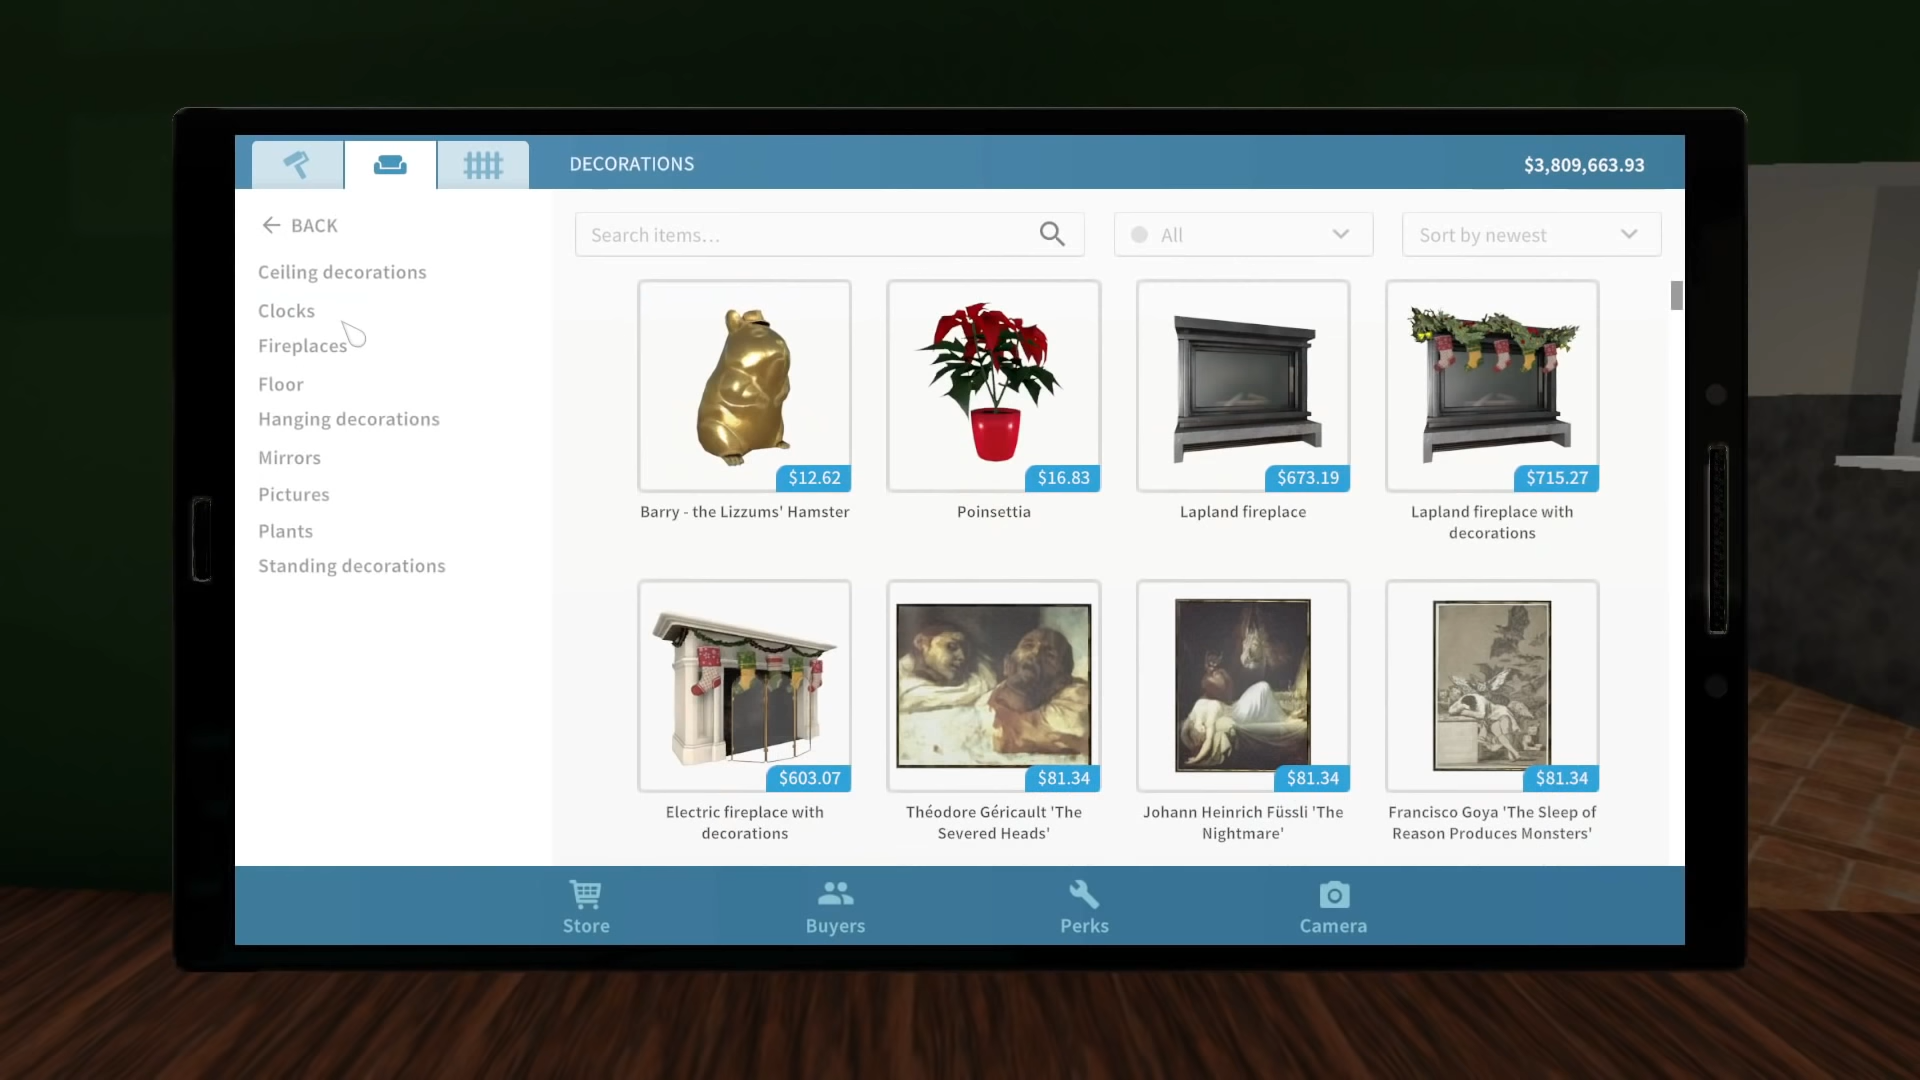 DECORATIONS
$3,809,663.93
BACK
Ceiling decorations
Clocks
Fireplaces
Floor
Hanging decorations
Mirrors
Pictures
Plants
Standing decorations
Search items...
All
Sort by newest
$12.62
$16.83
$673.19
$715.27
Barry - the Lizzums' Hamster
Poinsettia
Lapland fireplace
Lapland fireplace with
decorations
$603.07
$81.34
$81.34
$81.34
Electric fireplace with
decorations
Théodore Géricault 'The
Severed Heads'
Johann Heinrich Füssli 'The
Nightmare'
Francisco Goya 'The Sleep of
Reason Produces Monsters'
Store
Buyers
Perks
Camera